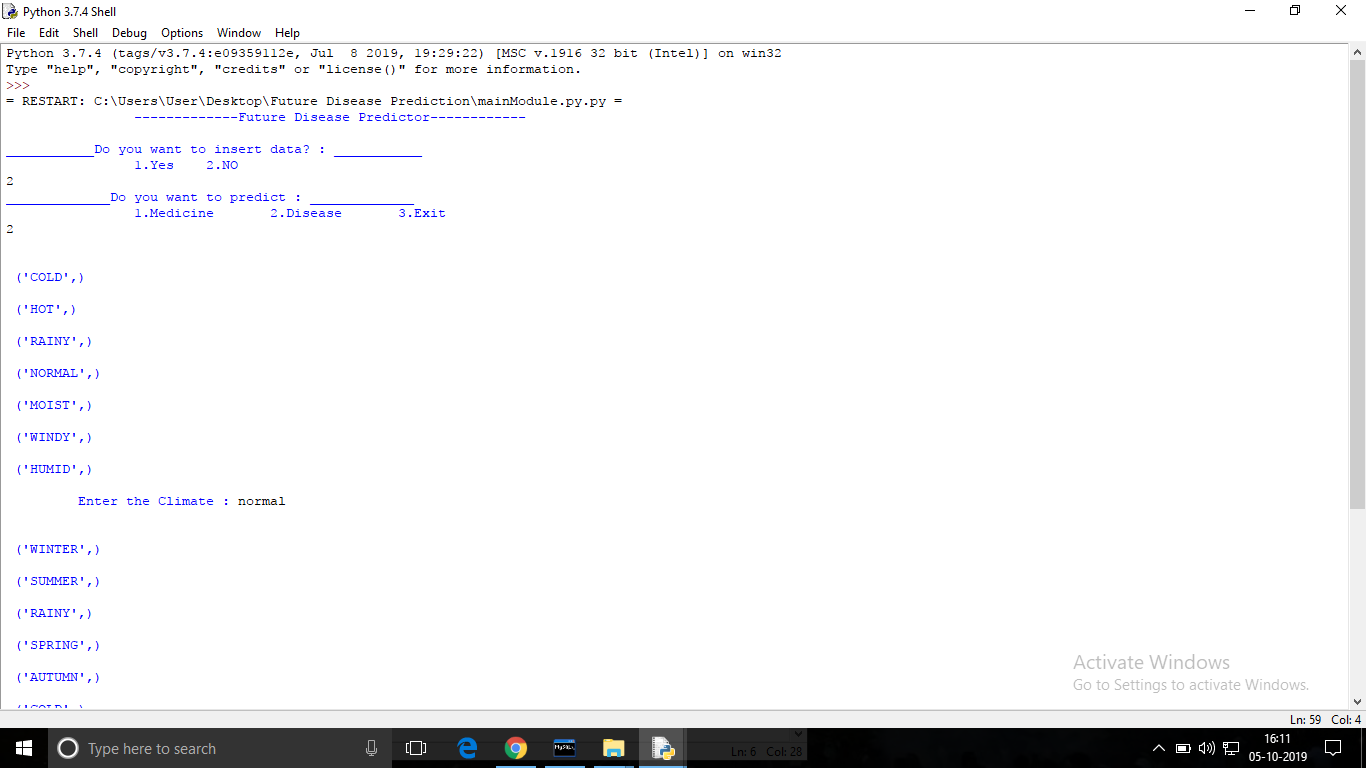 Python 3.7.4 Shell
File Edit Shell Debug Options Window Help
Python 3.7.4 (tags/v3.7.4:e09359112e, Jul  8 2019, 19:29:22) [MSC v.1916 32 bit (Intel)] on win32
Type "help", "copyright", "credits" or "license()" for more information.
>>>
= RESTART: C:\Users\User\Desktop\Future Disease Prediction\mainModule.py.py =
-------------Future Disease Predictor------------
___________Do you want to insert data? : ___________
1.Yes    2.NO
2
_____________Do you want to predict : _____________
1.Medicine       2.Disease       3.Exit
2
('COLD',)
('HOT',)
('RAINY',)
('NORMAL',)
('MOIST',)
('WINDY',)
('HUMID',)
Enter the Climate : normal
('WINTER',)
('SUMMER',)
('RAINY',)
('SPRING',)
('AUTUMN',)
Activate Windows
Go to Settings to activate Windows.
Ln: 59 Col: 4
Type here to search
MySQL
Ln: 6 Col: 28
16:11
05-10-2019